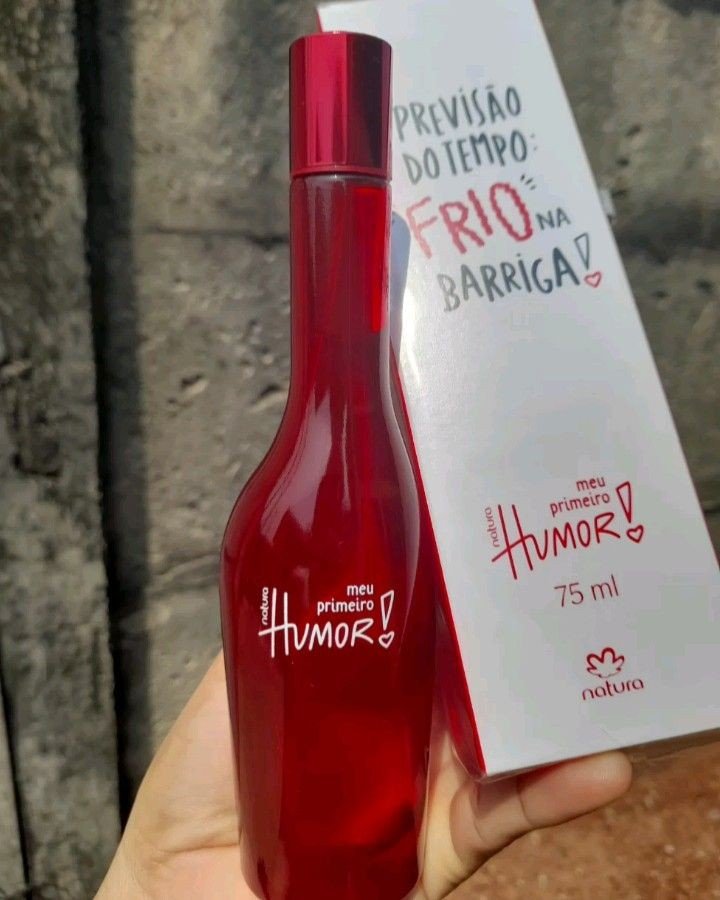 PREVISÃO
DO TEMPO:
FRIO NA
BARRIGA!
natura
meu
primeiro
HUMOR!
75 ml
natura
natura
meu
primeiro
HUMOR!